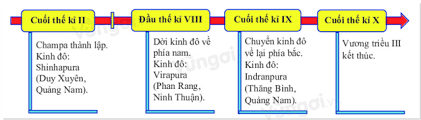 Cuối thế kỉ II
Đầu thế kỉ VIII
Cuối thế kỉ IX
Cuối thế kỉ X
Champa thành lập.
Kinh đô:
Shinhapura
(Duy Xuyên,
Quảng Nam).
Dời kinh đô về
phía nam.
Kinh đô:
Virapura
(Phan Rang,
Ninh Thuận).
Chuyển kinh đô
về lại phía bắc.
Kinh đô:
Indranpura
(Thăng Bình,
Quảng Nam).
Vương triều III
kết thúc.